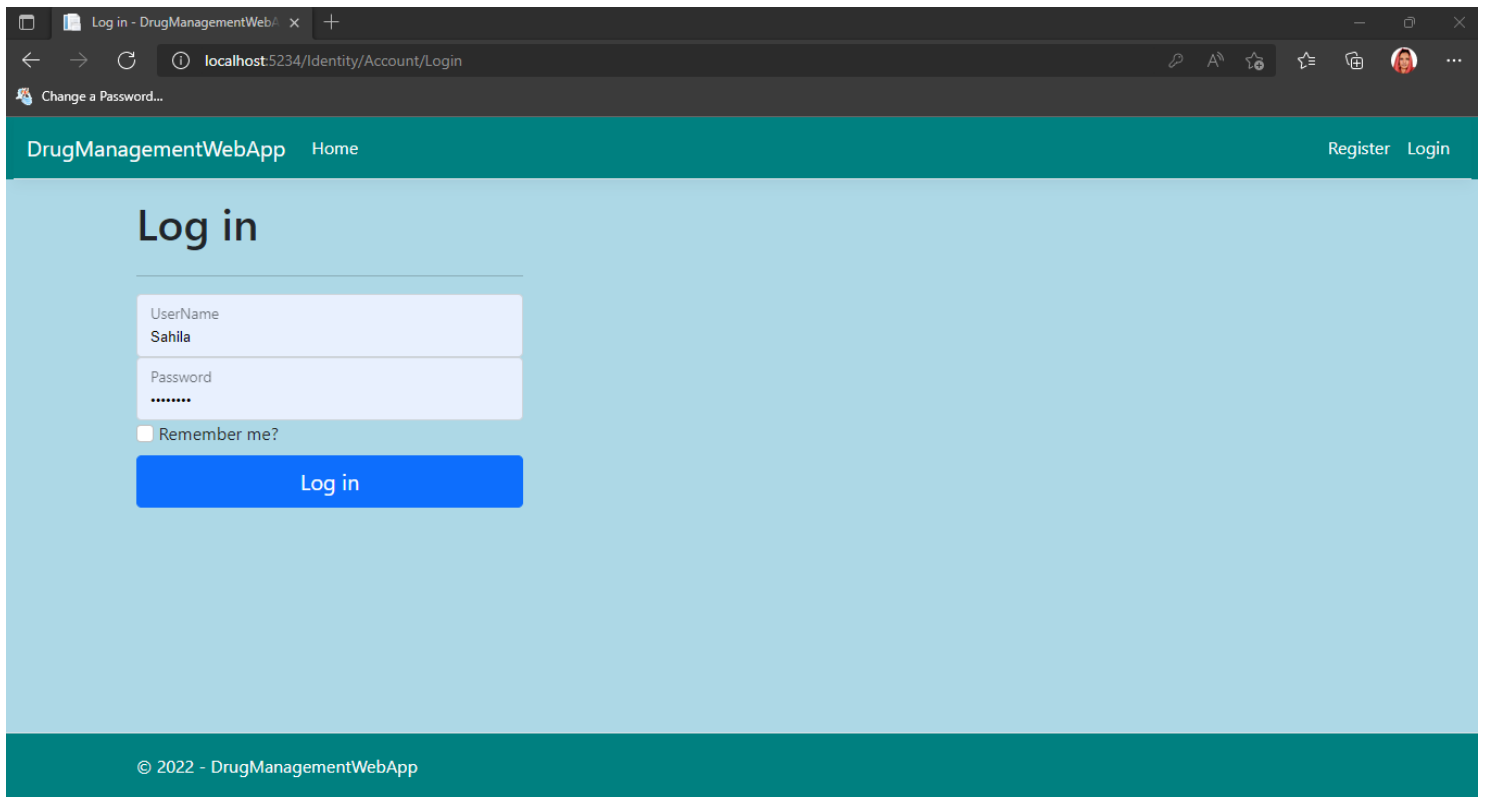 Log in - DrugManagementWebA
localhost:5234/Identity/Account/Login
Change a Password...
DrugManagementWebApp Home Register Login
Log in
UserName
Sahila
Password
••••••••
Remember me?
Log in
© 2022 - DrugManagementWebApp